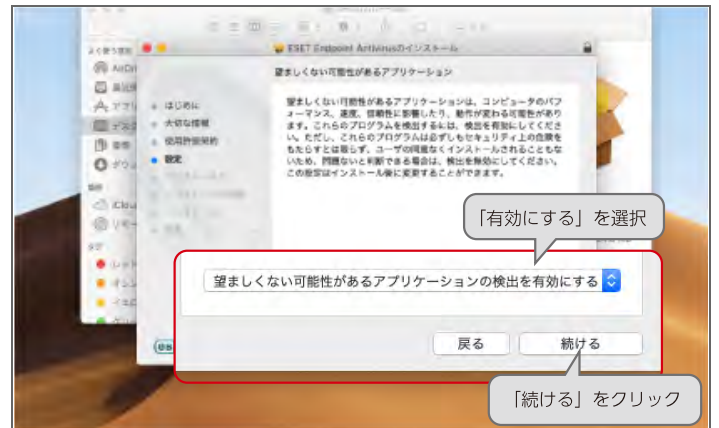 よく使う項目
ESET Endpoint Antivirusのインストール
望ましくない可能性があるアプリケーション
はじめに
大切な情報
使用許諾契約
設定
望ましくない可能性があるアプリケーションは、コンピュータのパフ
ォーマンス、速度、信頼性に影響したり、動作が変わる可能性があり
ます。これらのプログラムを検出するには、検出を有効にしてくださ
い。ただし、これらのプログラムは必ずしもセキュリティ上の危険を
もたらすとは限らず、ユーザの同意なくインストールされることもな
いため、問題ないと判断できる場合は、検出を無効にしてください。
この設定はインストール後に変更することができます。
「有効にする」を選択
望ましくない可能性があるアプリケーションの検出を有効にする
戻る
続ける
「続ける」をクリック